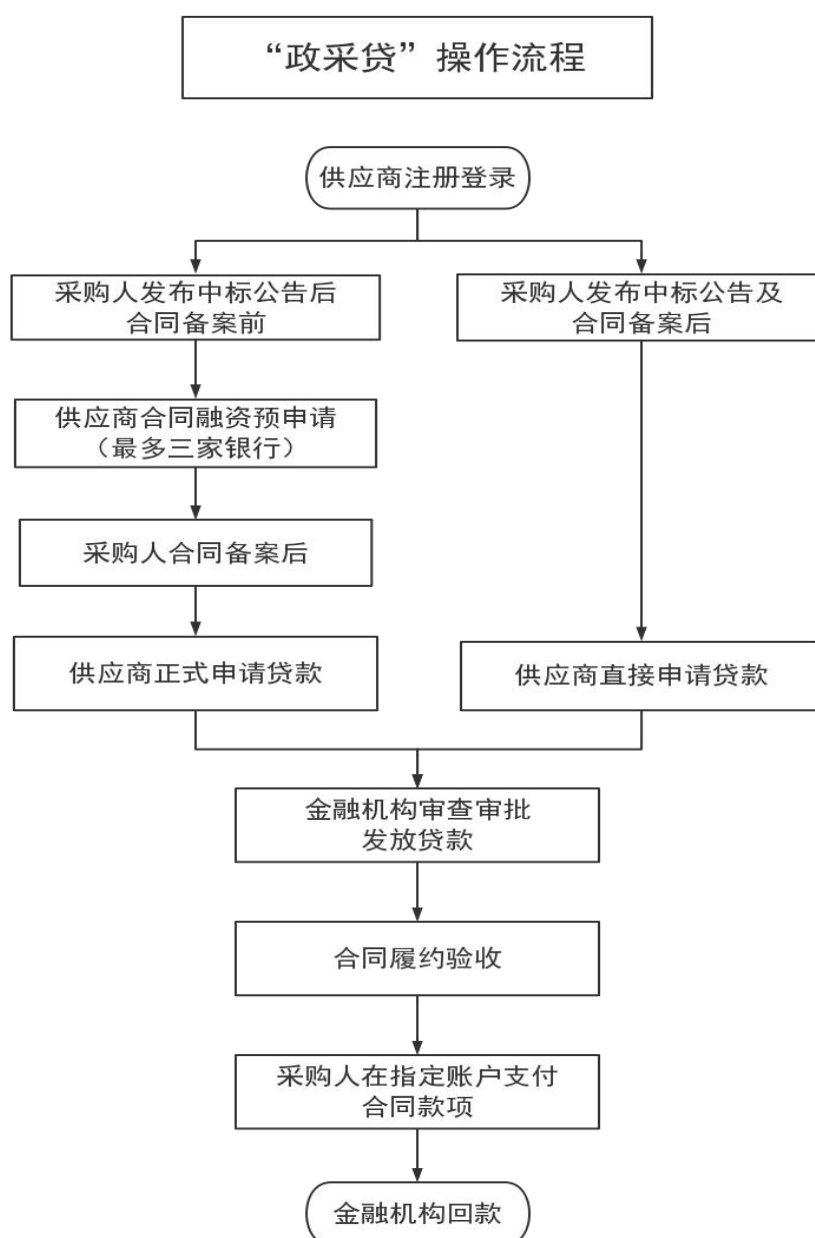 “政采贷”操作流程
供应商注册登录
采购人发布中标公告后
合同备案前
采购人发布中标公告及
合同备案后
供应商合同融资预申请
（最多三家银行）
采购人合同备案后
供应商正式申请贷款
供应商直接申请贷款
金融机构审查审批
发放贷款
合同履约验收
采购人在指定账户支付
合同款项
金融机构回款